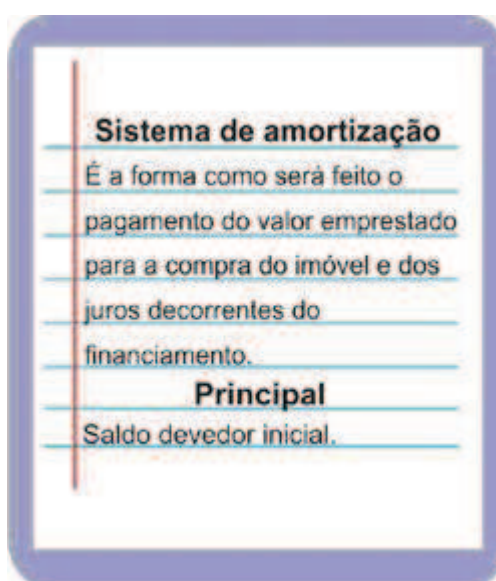 Sistema de amortização
É a forma como será feito o
pagamento do valor emprestado
para a compra do imóvel e dos
juros decorrentes do
financiamento.
Principal
Saldo devedor inicial.